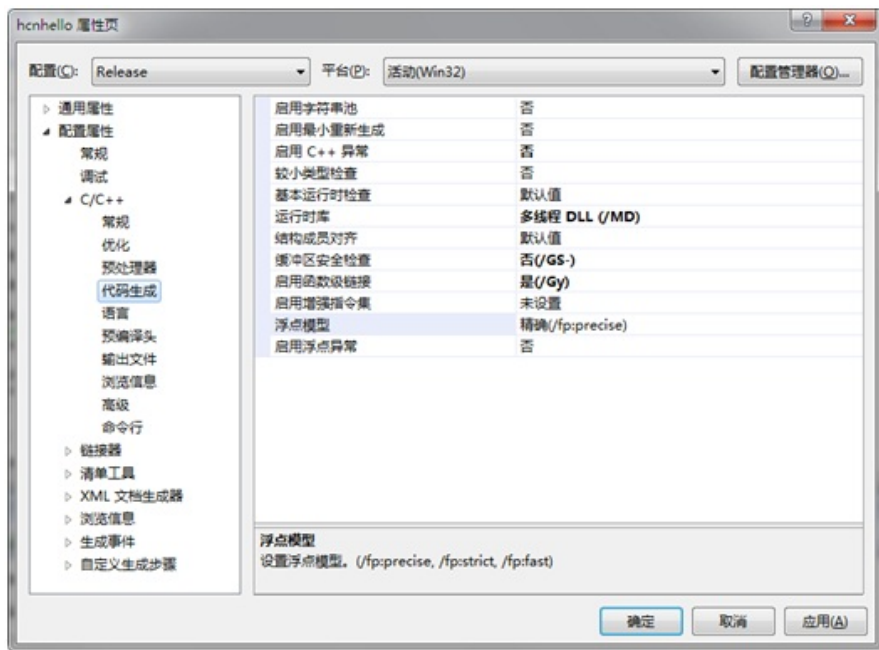 hcnhello 属性页
配置(C): Release 平台(P): 活动(Win32) 配置管理器(O)...
通用属性
配置属性
常规
调试
C/C++
常规
优化
预处理器
代码生成
语言
预编译头
输出文件
浏览信息
高级
命令行
链接器
清单工具
XML 文档生成器
浏览信息
生成事件
自定义生成步骤
启用字符串池 否
启用最小重新生成 否
启用 C++ 异常 否
较小类型检查 否
基本运行时检查 默认值
运行时库 多线程 DLL (/MD)
结构成员对齐 默认值
缓冲区安全检查 否(/GS-)
启用函数级链接 是(/Gy)
启用增强指令集 未设置
浮点模型 精确(/fp:precise)
启用浮点异常 否
浮点模型
设置浮点模型。(/fp:precise, /fp:strict, /fp:fast)
确定 取消 应用(A)